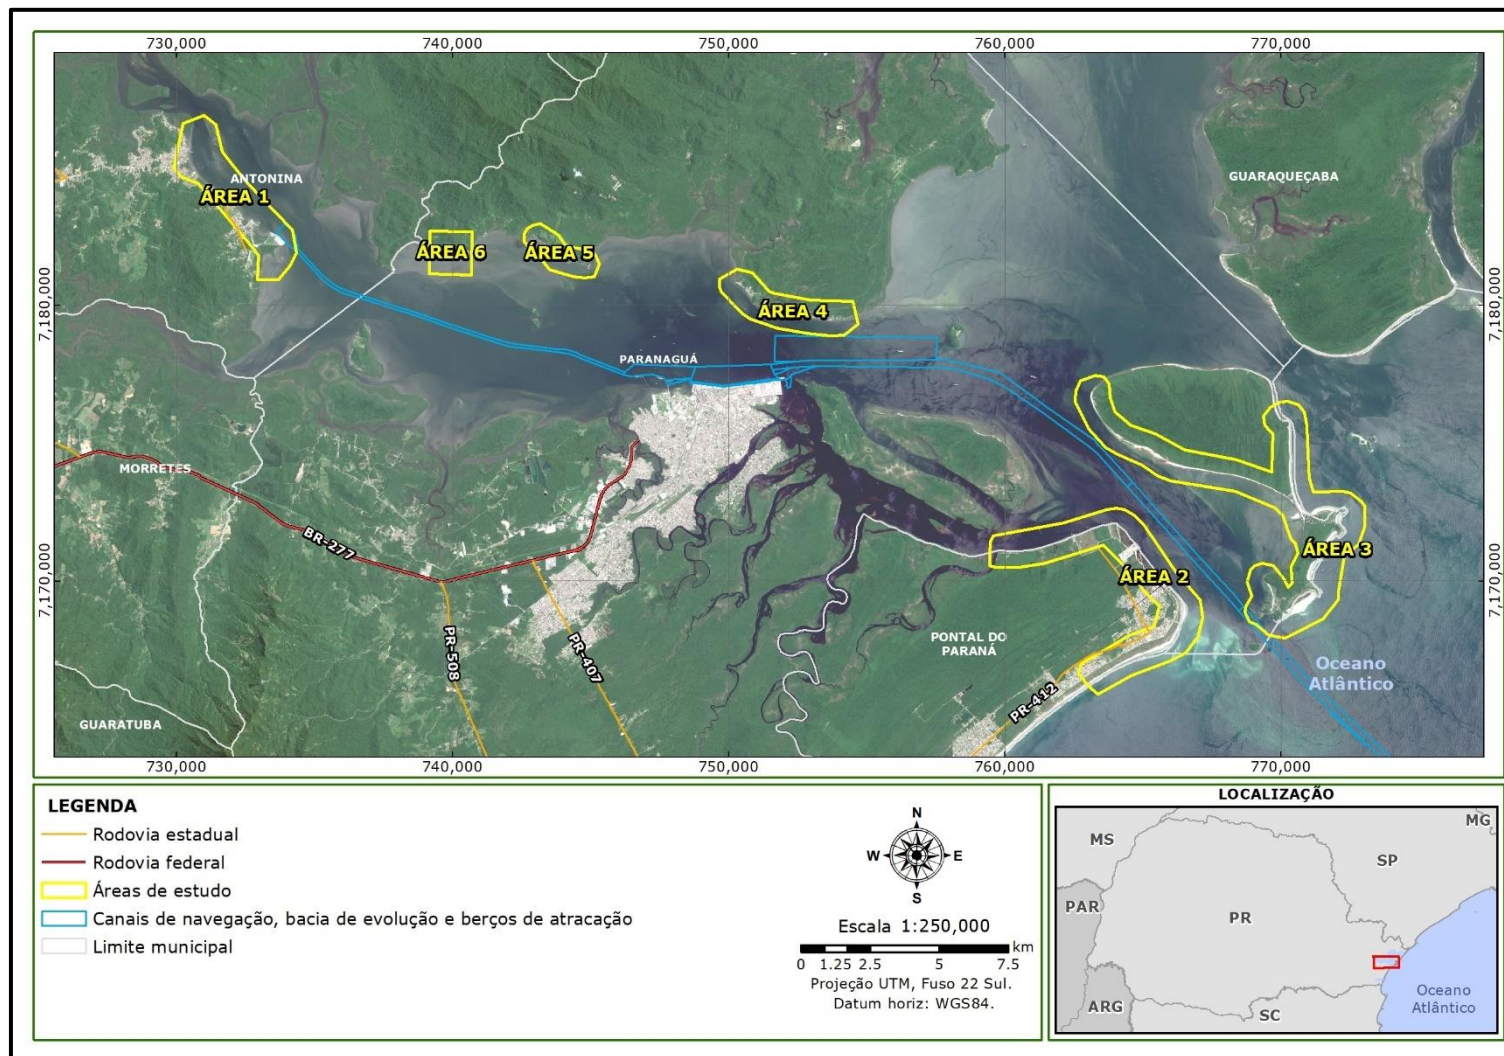 730,000
740,000
750,000
760,000
770,000
7,180,000
7,180,000
7,170,000
7,170,000
ANTONINA
ÁREA 1
GUARAQUEÇABA
ÁREA 6
ÁREA 5
ÁREA 4
PARANAGUÁ
MORRETES
BR-277
ÁREA 3
ÁREA 2
PR-508
PR-407
PONTAL DO
PARANÁ
PR-412
Oceano
Atlântico
GUARATUBA
730,000
740,000
750,000
760,000
770,000
LEGENDA
Rodovia estadual
Rodovia federal
Áreas de estudo
Canais de navegação, bacia de evolução e berços de atracação
Limite municipal
N
W
E
S
Escala 1:250,000
km
0 1.25 2.5 5 7.5
Projeção UTM, Fuso 22 Sul.
Datum horiz: WGS84.
LOCALIZAÇÃO
MS
MG
SP
PAR
PR
ARG
SC
Oceano
Atlântico